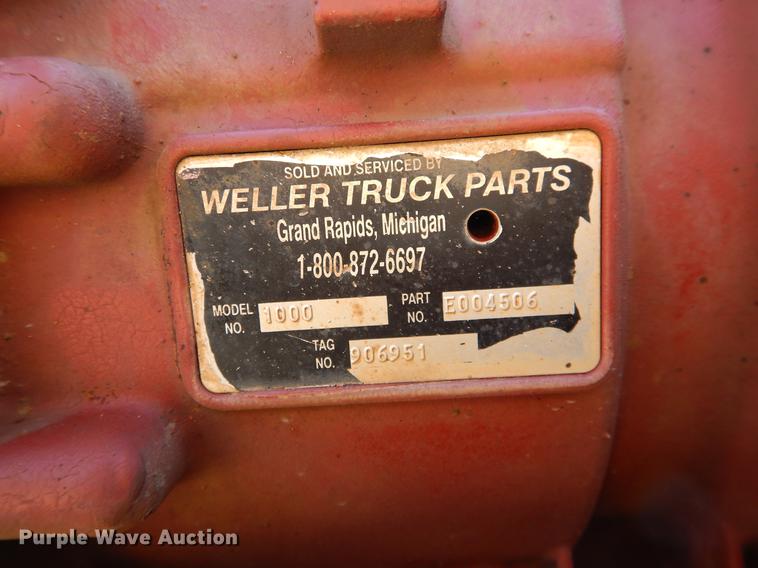 SOLD AND SERVICED BY
WELLER TRUCK PARTS
Grand Rapids, Michigan
1-800-872-6697
MODEL NO. 1000 PART NO. E004506
TAG NO. 906951
Purple Wave Auction